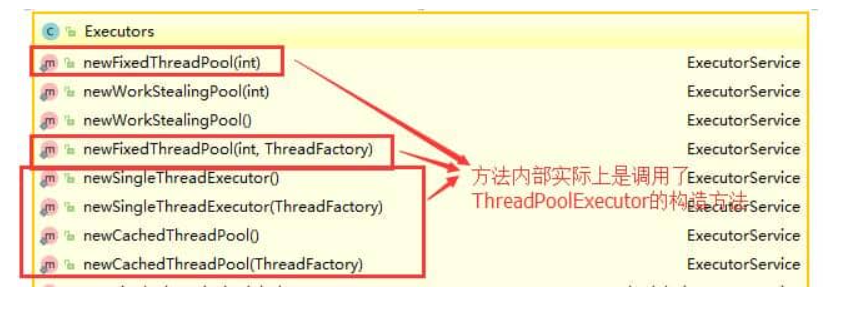 Executors
newFixedThreadPool(int) ExecutorService
newWorkStealingPool(int) ExecutorService
newWorkStealingPool() ExecutorService
newFixedThreadPool(int, ThreadFactory) ExecutorService
newSingleThreadExecutor() ExecutorService
newSingleThreadExecutor(ThreadFactory) ExecutorService
newCachedThreadPool() ExecutorService
newCachedThreadPool(ThreadFactory) ExecutorService
方法内部实际上是调用了
ThreadPoolExecutor的构造方法